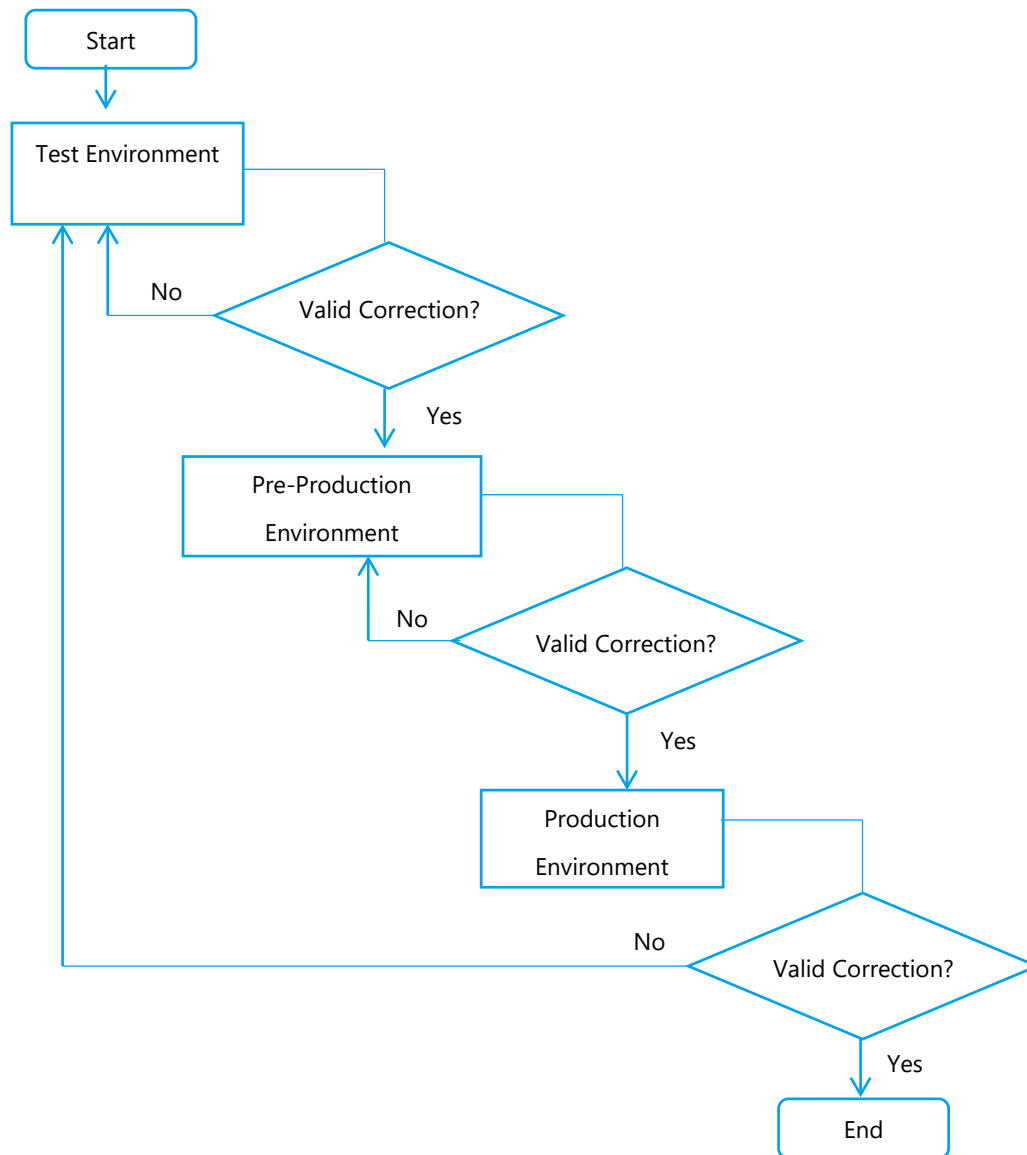 Start
Test Environment
No
Valid Correction?
Yes
Pre-Production
Environment
No
Valid Correction?
Yes
Production
Environment
No
Valid Correction?
Yes
End